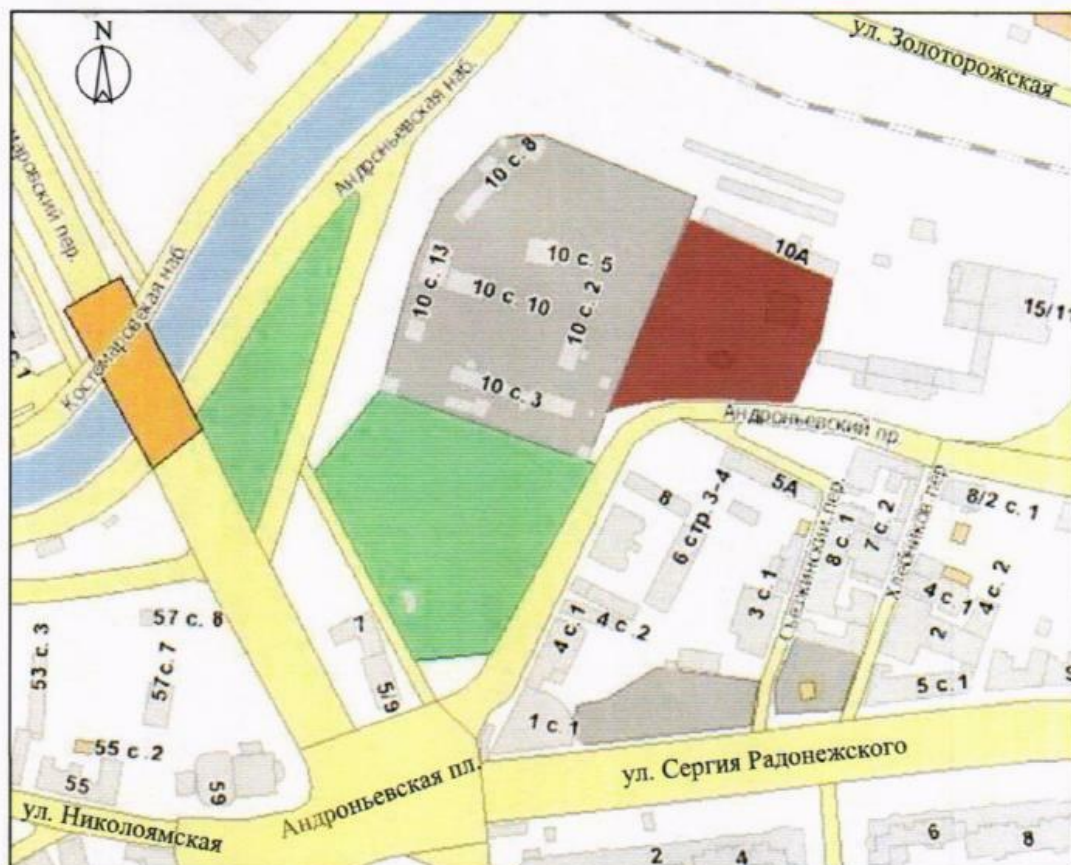 N
ул. Золоторожская
Андроньевская наб.
маровский пер.
Костомаровская наб.
10 с. 8
10 с. 13
10 с. 5
10 с. 10
10 с. 2
10 с. 3
10А
15/11
Андроньевский пр.
8
6 стр 3-4
5А
3 с. 1
Съезжинский пер.
8 с. 1
7 с. 2
Хлебников пер
8/2 с. 1
4 с. 1
4 с. 2
2
5 с. 1
4 с. 1
4 с. 2
1 с. 1
7
5/9
57 с. 8
57 с. 7
53 с. 3
55 с. 2
55
59
ул. Николоямская
Андроньевская пл.
ул. Сергия Радонежского
2
4
6
8